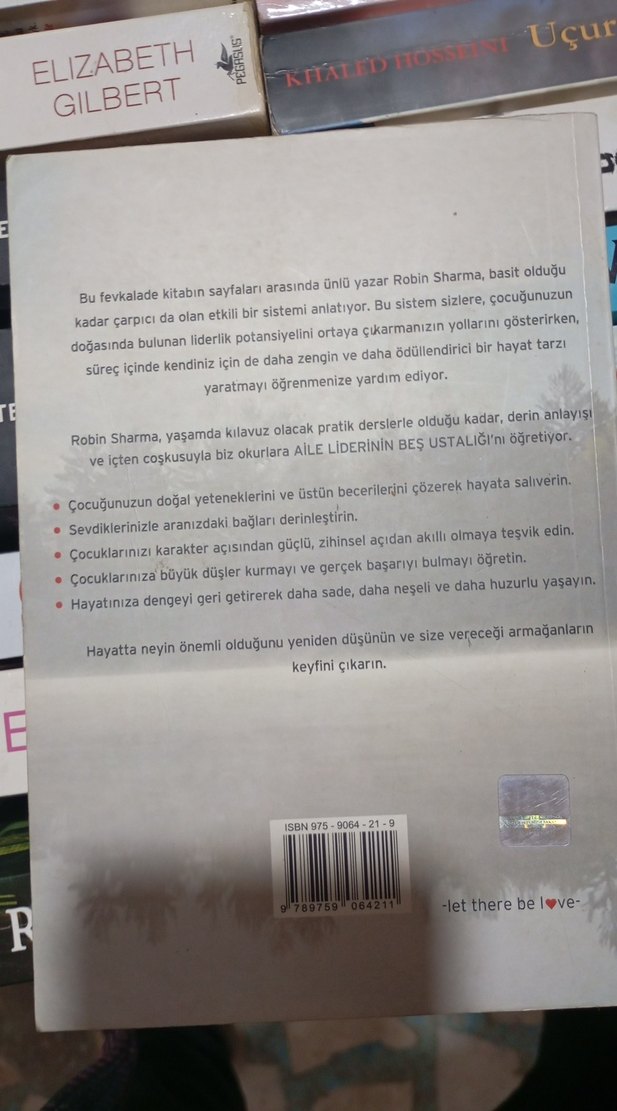 ELIZABETH
GILBERT
PEGASUS
KHALED HOSSEINI Uçur
Bu fevkalade kitabın sayfaları arasında ünlü yazar Robin Sharma, basit olduğu
kadar çarpıcı da olan etkili bir sistemi anlatıyor. Bu sistem sizlere, çocuğunuzun
doğasında bulunan liderlik potansiyelini ortaya çıkarmanızın yollarını gösterirken,
süreç içinde kendiniz için de daha zengin ve daha ödüllendirici bir hayat tarzı
yaratmayı öğrenmenize yardım ediyor.
Robin Sharma, yaşamda kılavuz olacak pratik derslerle olduğu kadar, derin anlayışı
ve içten coşkusuyla biz okurlara AİLE LİDERİNİN BEŞ USTALIĞI'nı öğretiyor.
• Çocuğunuzun doğal yeteneklerini ve üstün becerilerini çözerek hayata salıverin.
• Sevdiklerinizle aranızdaki bağları derinleştirin.
• Çocuklarınızı karakter açısından güçlü, zihinsel açıdan akıllı olmaya teşvik edin.
• Çocuklarınıza büyük düşler kurmayı ve gerçek başarıyı bulmayı öğretin.
• Hayatınıza dengeyi geri getirerek daha sade, daha neşeli ve daha huzurlu yaşayın.
Hayatta neyin önemli olduğunu yeniden düşünün ve size vereceği armağanların
keyfini çıkarın.
ISBN 975 - 9064 - 21 - 9
9 789759 064211
-let there be l♥ve-